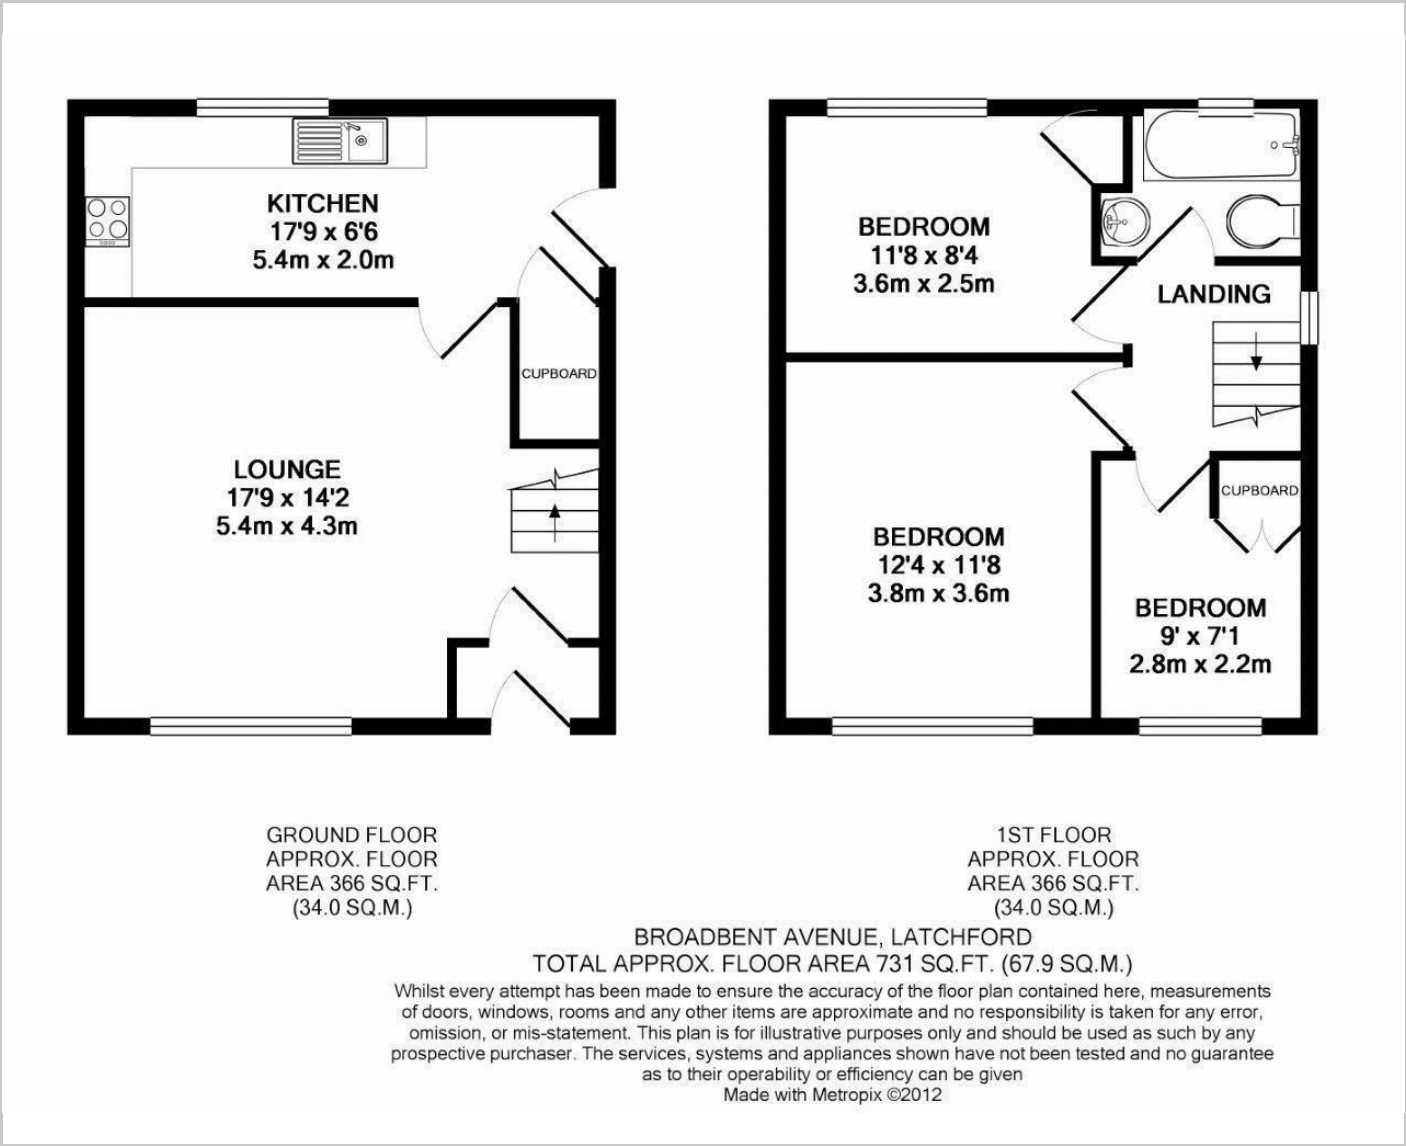 KITCHEN
17'9 x 6'6
5.4m x 2.0m
CUPBOARD
LOUNGE
17'9 x 14'2
5.4m x 4.3m
BEDROOM
11'8 x 8'4
3.6m x 2.5m
LANDING
BEDROOM
12'4 x 11'8
3.8m x 3.6m
CUPBOARD
BEDROOM
9' x 7'1
2.8m x 2.2m
GROUND FLOOR
APPROX. FLOOR
AREA 366 SQ.FT.
(34.0 SQ.M.)
1ST FLOOR
APPROX. FLOOR
AREA 366 SQ.FT.
(34.0 SQ.M.)
BROADBENT AVENUE, LATCHFORD
TOTAL APPROX. FLOOR AREA 731 SQ.FT. (67.9 SQ.M.)
Whilst every attempt has been made to ensure the accuracy of the floor plan contained here, measurements
of doors, windows, rooms and any other items are approximate and no responsibility is taken for any error,
omission, or mis-statement. This plan is for illustrative purposes only and should be used as such by any
prospective purchaser. The services, systems and appliances shown have not been tested and no guarantee
as to their operability or efficiency can be given
Made with Metropix ©2012